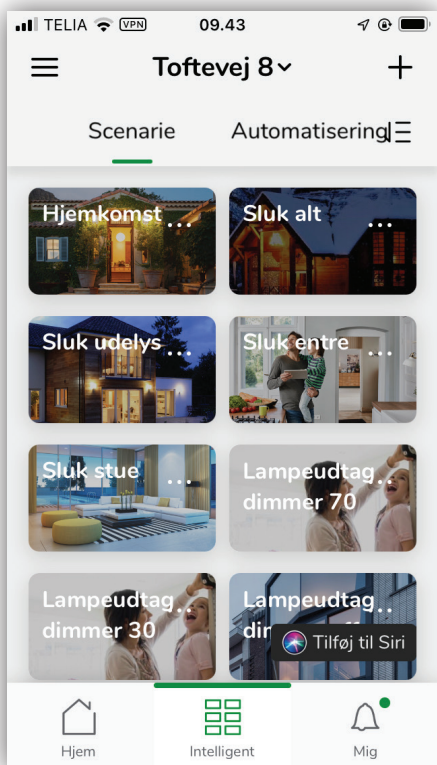 TELIA VPN 09.43
Toftevej 8
Scenarie Automatisering
Hjemkomst... Sluk alt ...
Sluk udelys ... Sluk entre ...
Sluk stue ... Lampeudtag...
dimmer 70
Lampeudtag... Lampeudtag...
dimmer 30
Tilføj til Siri
Hjem Intelligent Mig